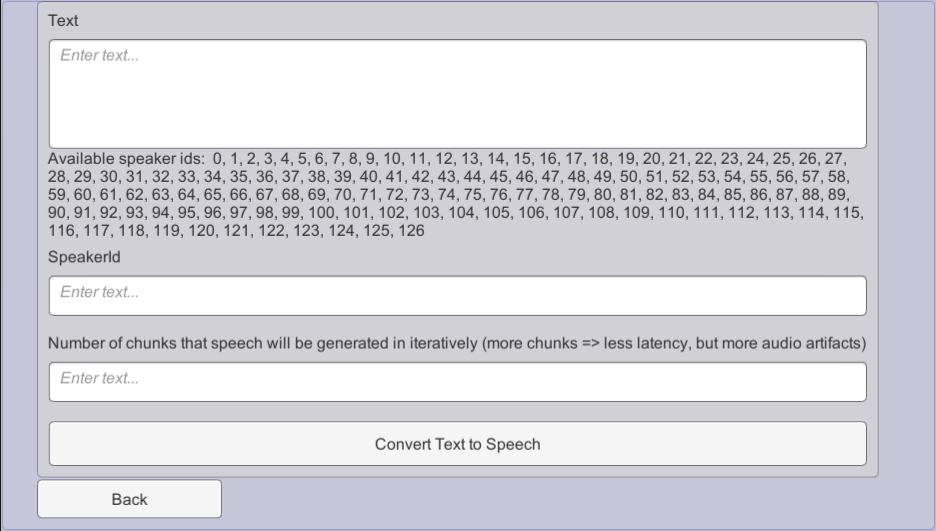 Text
Enter text...
Available speaker ids:  0, 1, 2, 3, 4, 5, 6, 7, 8, 9, 10, 11, 12, 13, 14, 15, 16, 17, 18, 19, 20, 21, 22, 23, 24, 25, 26, 27,
28, 29, 30, 31, 32, 33, 34, 35, 36, 37, 38, 39, 40, 41, 42, 43, 44, 45, 46, 47, 48, 49, 50, 51, 52, 53, 54, 55, 56, 57, 58,
59, 60, 61, 62, 63, 64, 65, 66, 67, 68, 69, 70, 71, 72, 73, 74, 75, 76, 77, 78, 79, 80, 81, 82, 83, 84, 85, 86, 87, 88, 89,
90, 91, 92, 93, 94, 95, 96, 97, 98, 99, 100, 101, 102, 103, 104, 105, 106, 107, 108, 109, 110, 111, 112, 113, 114, 115,
116, 117, 118, 119, 120, 121, 122, 123, 124, 125, 126
SpeakerId
Enter text...
Number of chunks that speech will be generated in iteratively (more chunks => less latency, but more audio artifacts)
Enter text...
Convert Text to Speech
Back